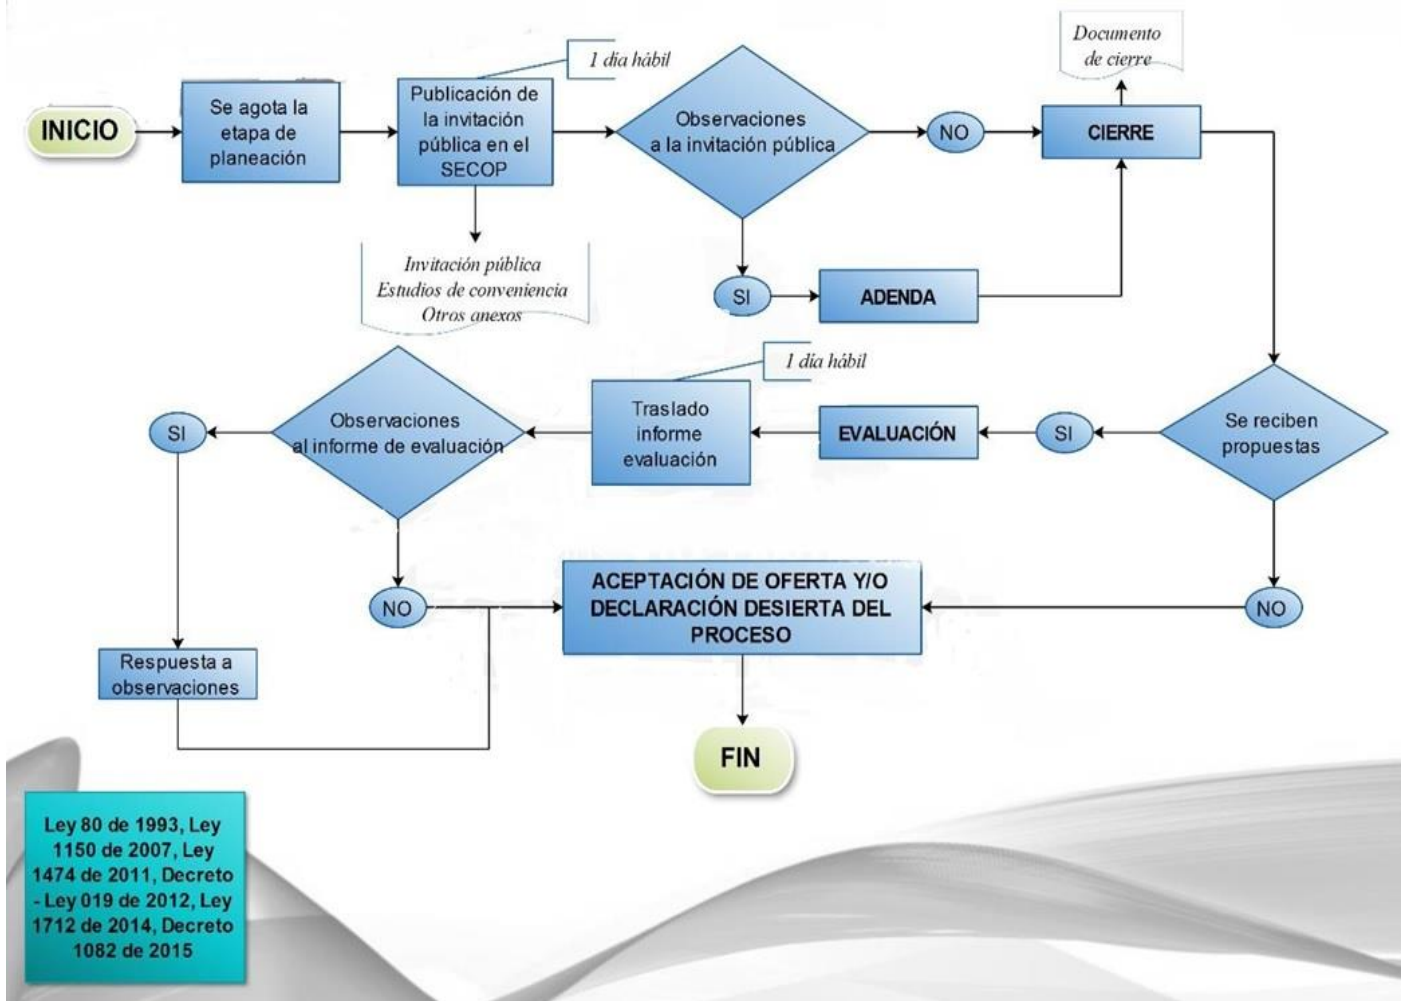 INICIO
Se agota la
etapa de
planeación
Publicación de
la invitación
pública en el
SECOP
1 día hábil
Observaciones
a la invitación pública
NO
CIERRE
Documento
de cierre
Invitación pública
Estudios de conveniencia
Otros anexos
SI
ADENDA
Se reciben
propuestas
SI
EVALUACIÓN
1 día hábil
Traslado
informe
evaluación
Observaciones
al informe de evaluación
SI
NO
ACEPTACIÓN DE OFERTA Y/O
DECLARACIÓN DESIERTA DEL
PROCESO
NO
Respuesta a
observaciones
FIN
Ley 80 de 1993, Ley
1150 de 2007, Ley
1474 de 2011, Decreto
- Ley 019 de 2012, Ley
1712 de 2014, Decreto
1082 de 2015